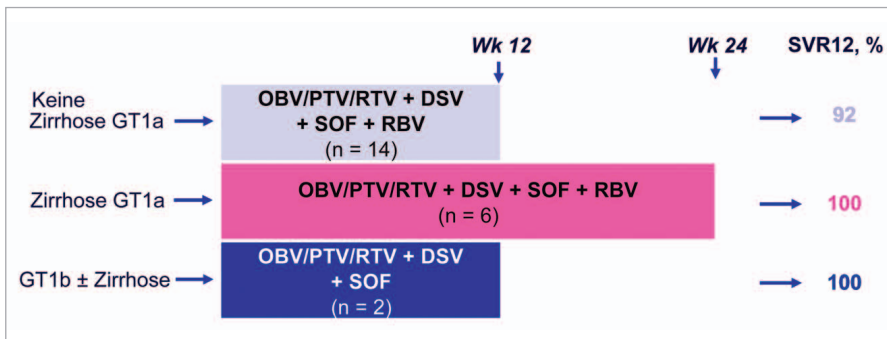 Wk 12
Wk 24
SVR12, %
Keine
Zirrhose GT1a
OBV/PTV/RTV + DSV
+ SOF + RBV
(n = 14)
92
Zirrhose GT1a
OBV/PTV/RTV + DSV + SOF + RBV
(n = 6)
100
GT1b ± Zirrhose
OBV/PTV/RTV + DSV
+ SOF
(n = 2)
100